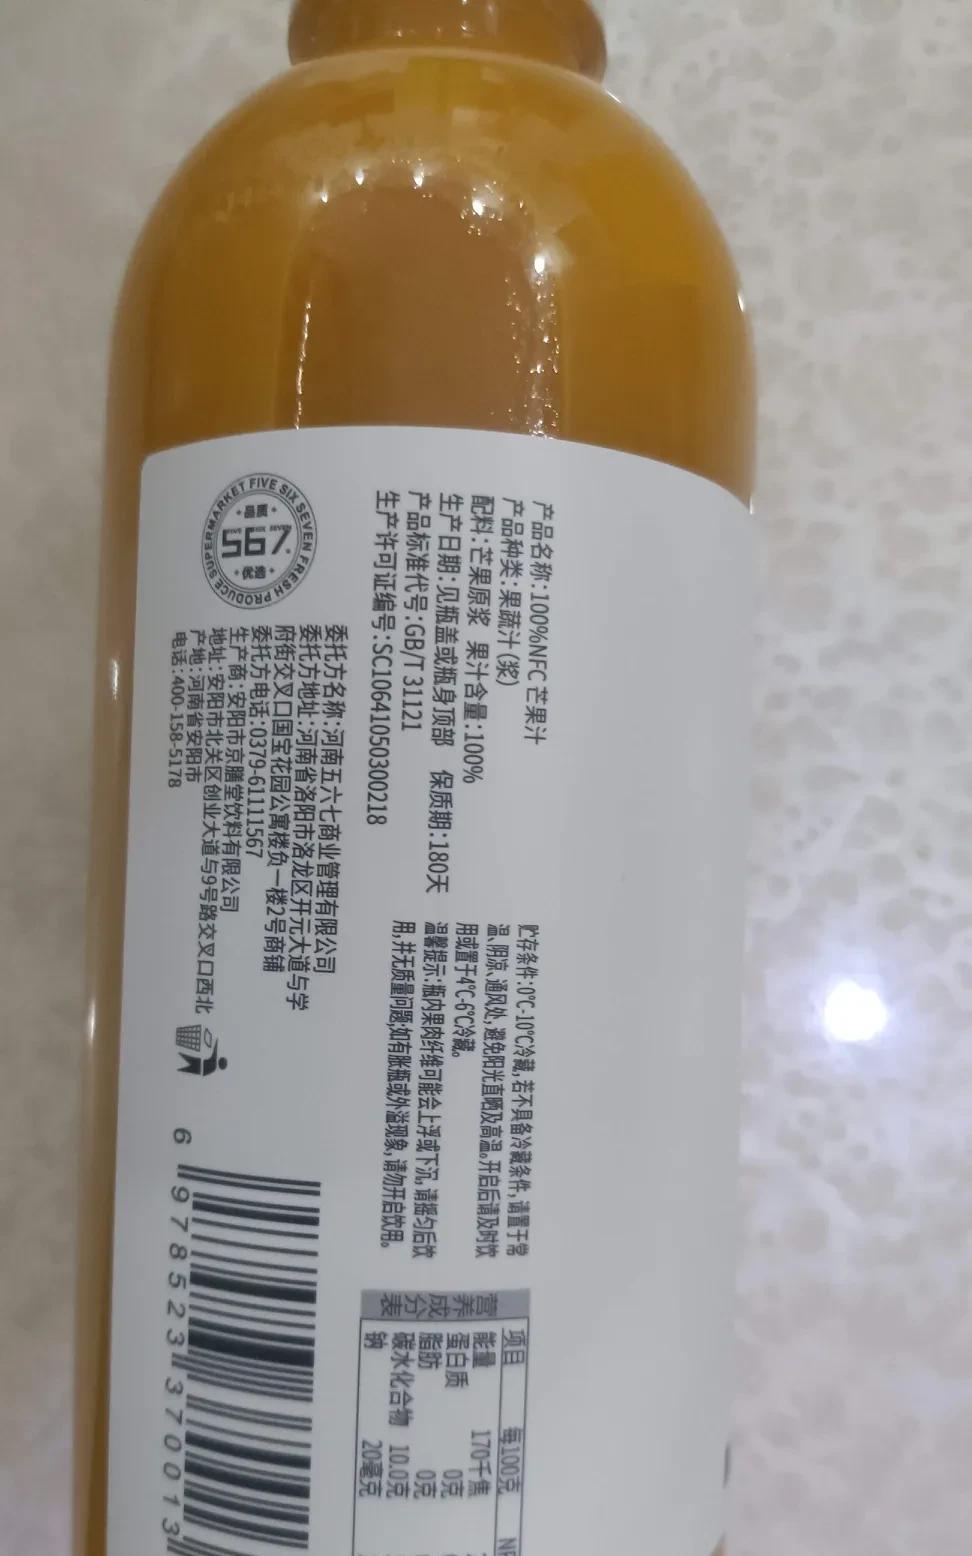 产品名称:100%NFC芒果汁
产品种类:果蔬汁(浆)
配料:芒果原浆 果汁含量:100%
生产日期:见瓶盖或瓶身顶部 保质期:180天
产品标准代号:GB/T 31121
生产许可证编号:SC10641050300218
FIVE SIX SEVEN FRESH PRODUCE SUPERMARKET
567
委托方名称:河南五六七商业管理有限公司
委托方地址:河南省洛阳市洛龙区开元大道与学
府街交叉口国宝花园公寓楼负一楼2号商铺
委托方电话:0379-61111567
生产商:安阳市京膳堂饮料有限公司
地址:安阳市北关区创业大道与9号路交叉口西北
产地:河南省安阳市
电话:400-158-5178
贮存条件:0℃-10℃冷藏,若不具备冷藏条件,请置于常
温、阴凉、通风处,避免阳光直晒及高温。开启后请及时饮
用或置于4℃-6℃冷藏。
温馨提示:瓶内果肉纤维可能会上浮或下沉,请摇匀后饮
用,并无质量问题;如有胀瓶或外溢现象,请勿开启饮用。
营养成分表
项目 每100克
能量 170千焦
蛋白质 0克
脂肪 0克
碳水化合物 10.0克
钠 20毫克
6 978523 370013